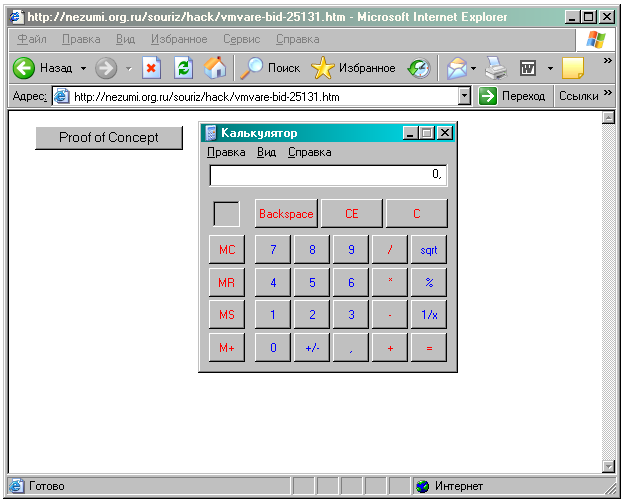 http://nezumi.org.ru/souriz/hack/vmvare-bid-25131.htm - Microsoft Internet Explorer
Файл Правка Вид Избранное Сервис Справка
Назад Поиск Избранное »
Адрес: http://nezumi.org.ru/souriz/hack/vmvare-bid-25131.htm Переход Ссылки »
Proof of Concept
Калькулятор
Правка Вид Справка
0,
Backspace CE C
MC 7 8 9 / sqrt
MR 4 5 6 * %
MS 1 2 3 - 1/x
M+ 0 +/- , + =
Готово Интернет